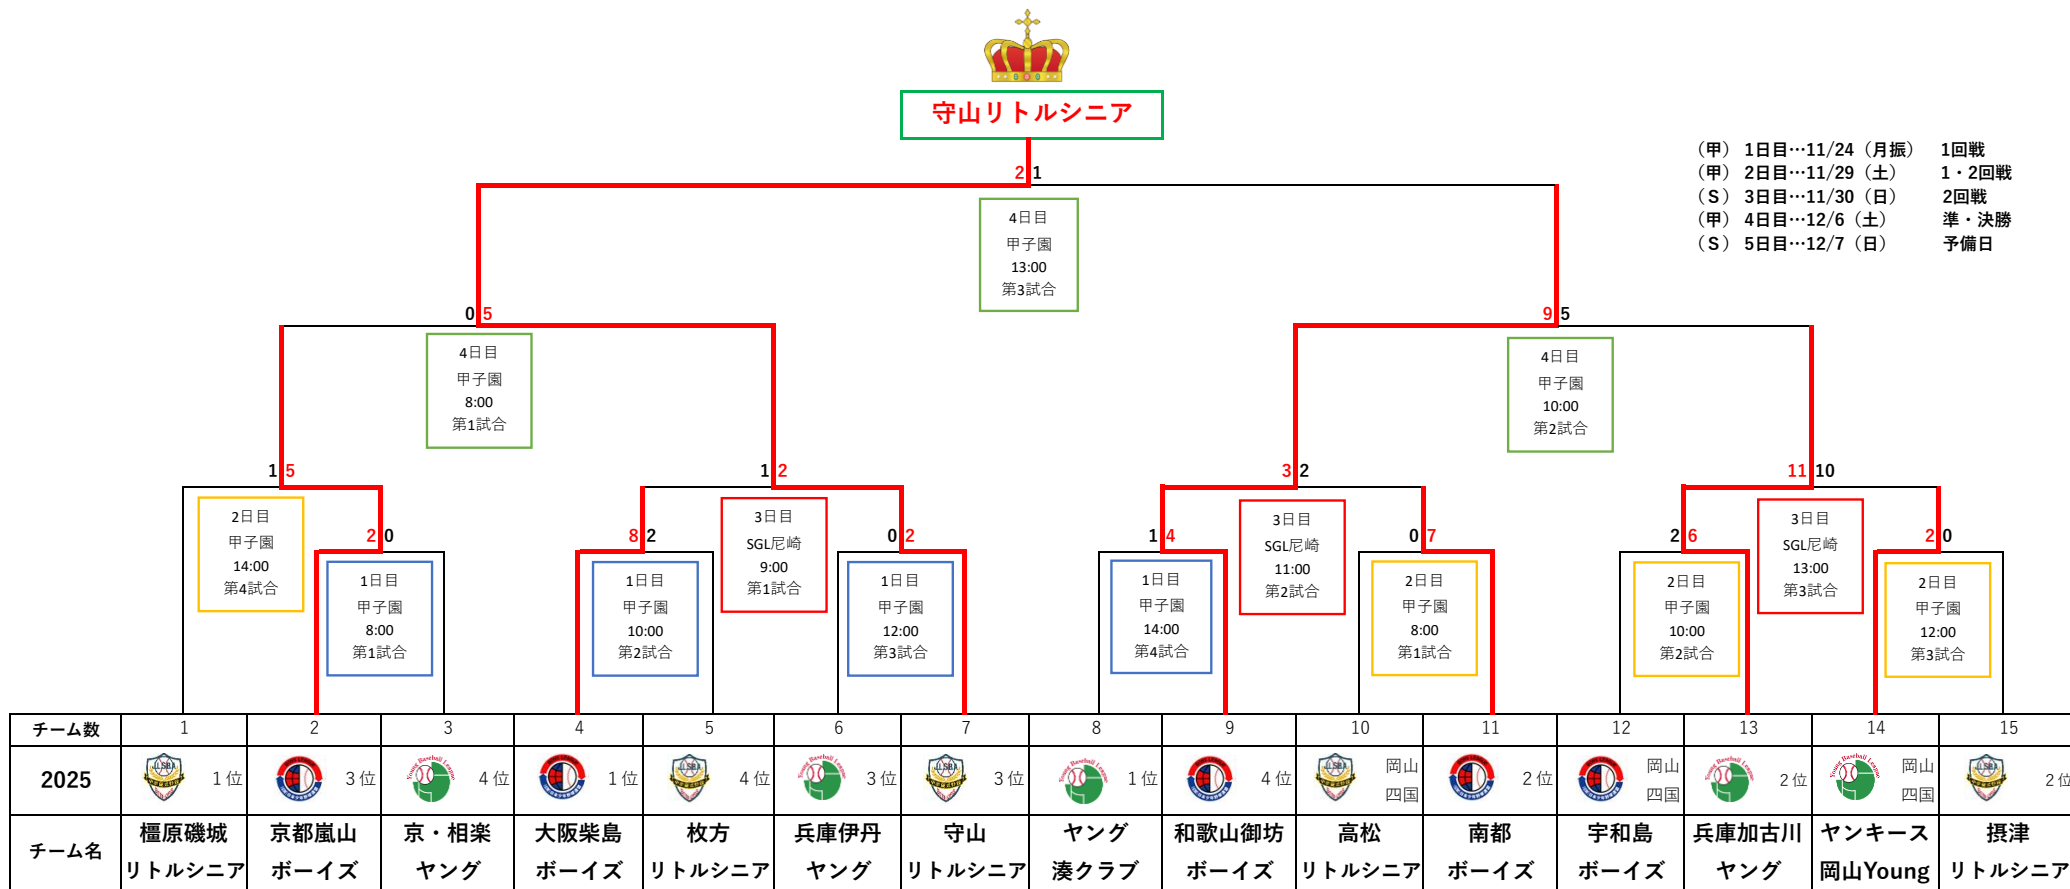 守山リトルシニア
（甲） 1日目…11/24（月振） 1回戦
（甲） 2日目…11/29（土） 1・2回戦
（S） 3日目…11/30（日） 2回戦
（甲） 4日目…12/6（土） 準・決勝
（S） 5日目…12/7（日） 予備日
2 1
4日目
甲子園
13:00
第3試合
0 5
9 5
4日目
甲子園
8:00
第1試合
4日目
甲子園
10:00
第2試合
1 5
1 2
3 2
11 10
2日目
甲子園
14:00
第4試合
3日目
SGL尼崎
9:00
第1試合
3日目
SGL尼崎
11:00
第2試合
3日目
SGL尼崎
13:00
第3試合
2 0
8 2
0 2
1 4
0 7
2 6
2 0
1日目
甲子園
8:00
第1試合
1日目
甲子園
10:00
第2試合
1日目
甲子園
12:00
第3試合
1日目
甲子園
14:00
第4試合
2日目
甲子園
8:00
第1試合
2日目
甲子園
10:00
第2試合
2日目
甲子園
12:00
第3試合
チーム数 1 2 3 4 5 6 7 8 9 10 11 12 13 14 15
2025 1位 3位 4位 1位 4位 3位 3位 1位 4位 岡山 四国 2位 岡山 四国 2位 岡山 四国 2位
チーム名
橿原磯城
リトルシニア
京都嵐山
ボーイズ
京・相楽
ヤング
大阪柴島
ボーイズ
枚方
リトルシニア
兵庫伊丹
ヤング
守山
リトルシニア
ヤング
湊クラブ
和歌山御坊
ボーイズ
高松
リトルシニア
南都
ボーイズ
宇和島
ボーイズ
兵庫加古川
ヤング
ヤンキース
岡山Young
摂津
リトルシニア